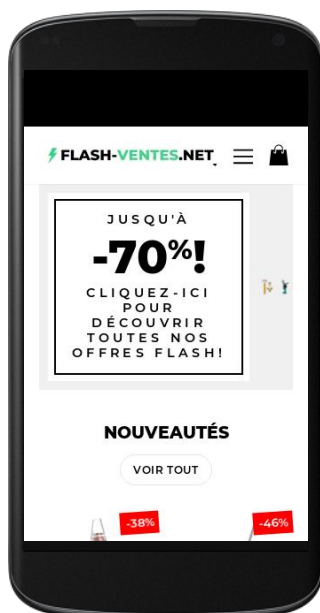 FLASH-VENTES.NET
JUSQU'À
-70%!
CLIQUEZ-ICI
POUR
DÉCOUVRIR
TOUTES NOS
OFFRES FLASH!
NOUVEAUTÉS
VOIR TOUT
-38%
-46%